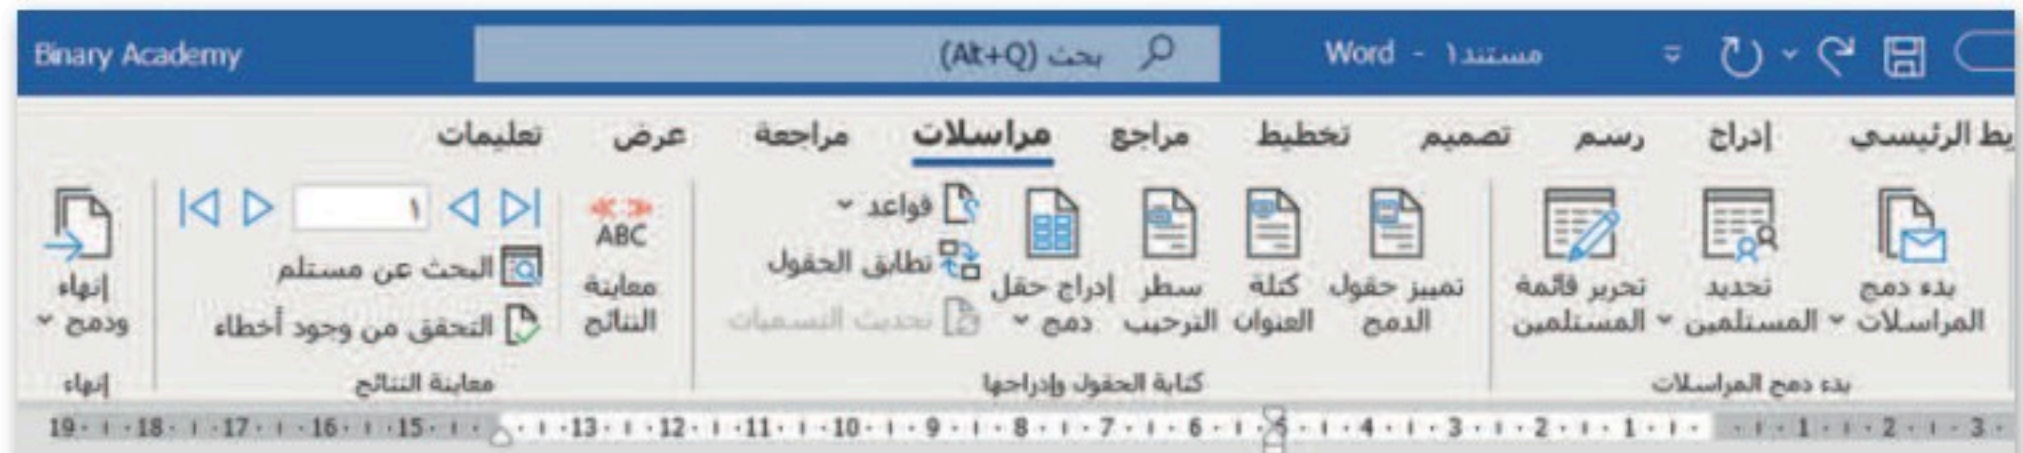 مستند١ - Word بحث (Alt+Q) Binary Academy
يط الرئيسي إدراج رسم تصميم تخطيط مراجع مراسلات مراجعة عرض تعليمات
بدء دمج المراسلات
تحديد المستلمين
تحرير قائمة المستلمين
تمييز حقول الدمج
كتلة العنوان
سطر الترحيب
إدراج حقل دمج
قواعد
تطابق الحقول
تحديث التسميات
ABC
معاينة النتائج
١
البحث عن مستلم
التحقق من وجود أخطاء
إنهاء ودمج
بدء دمج المراسلات كتابة الحقول وإدراجها معاينة النتائج إنهاء
3 2 1 1 2 3 4 5 6 7 8 9 10 11 12 13 15 16 17 18 19